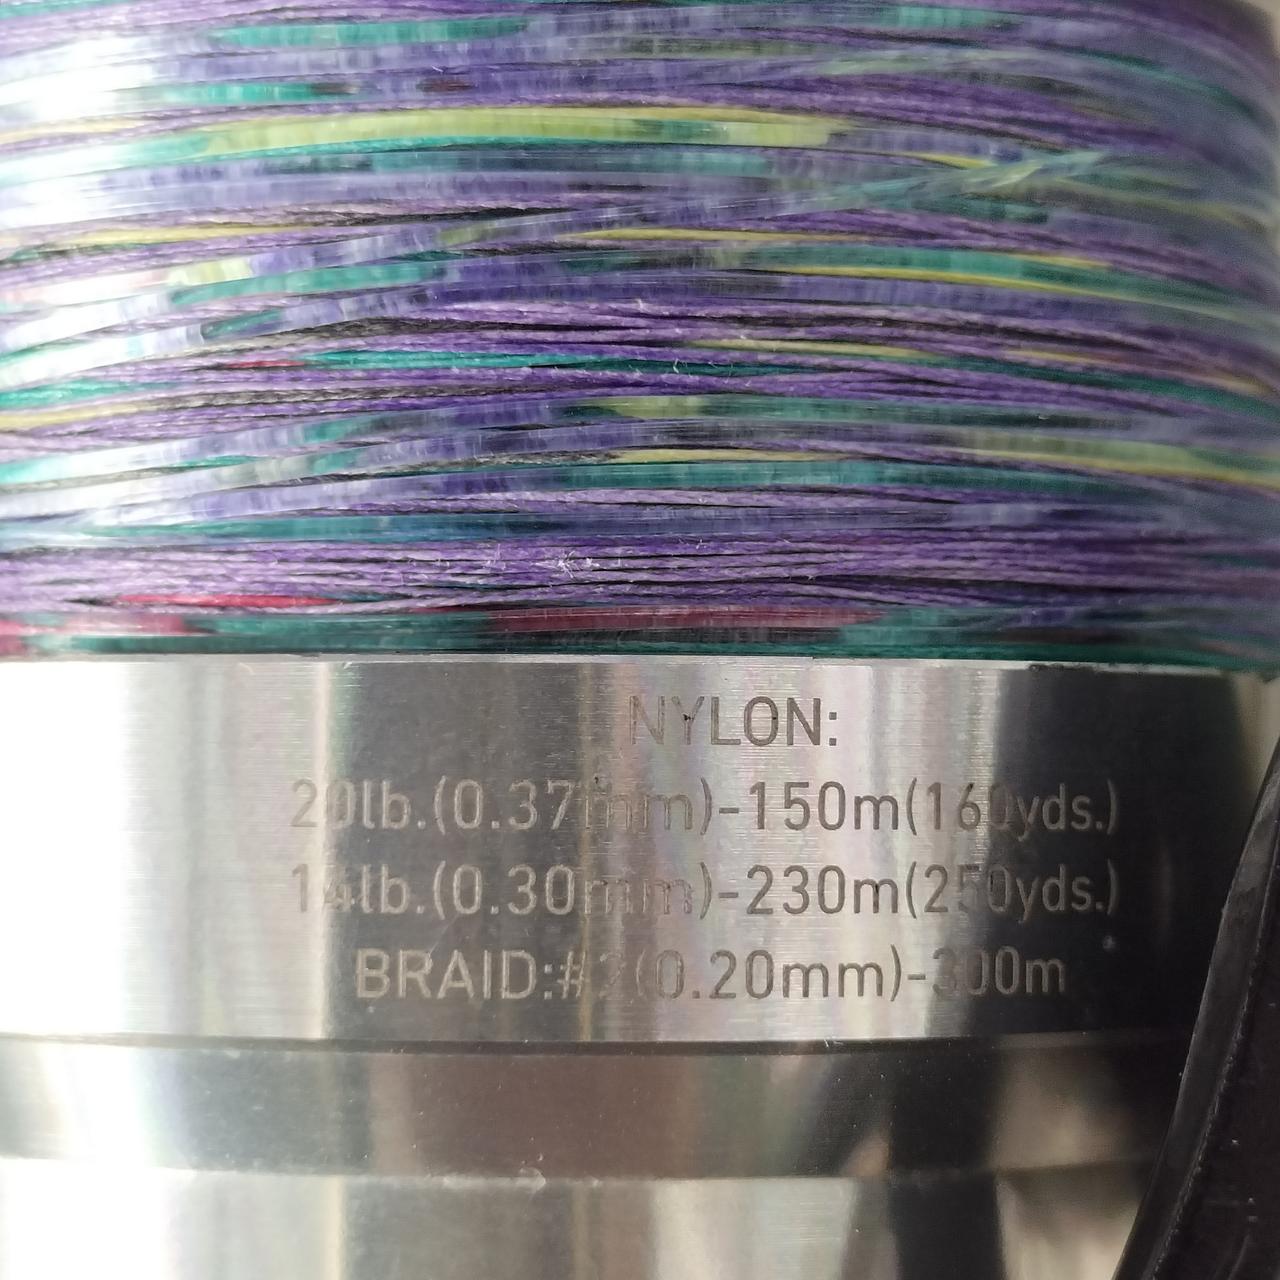 NYLON:
20lb.(0.37mm)-150m(160yds.)
14lb.(0.30mm)-230m(250yds.)
BRAID:#2(0.20mm)-300m